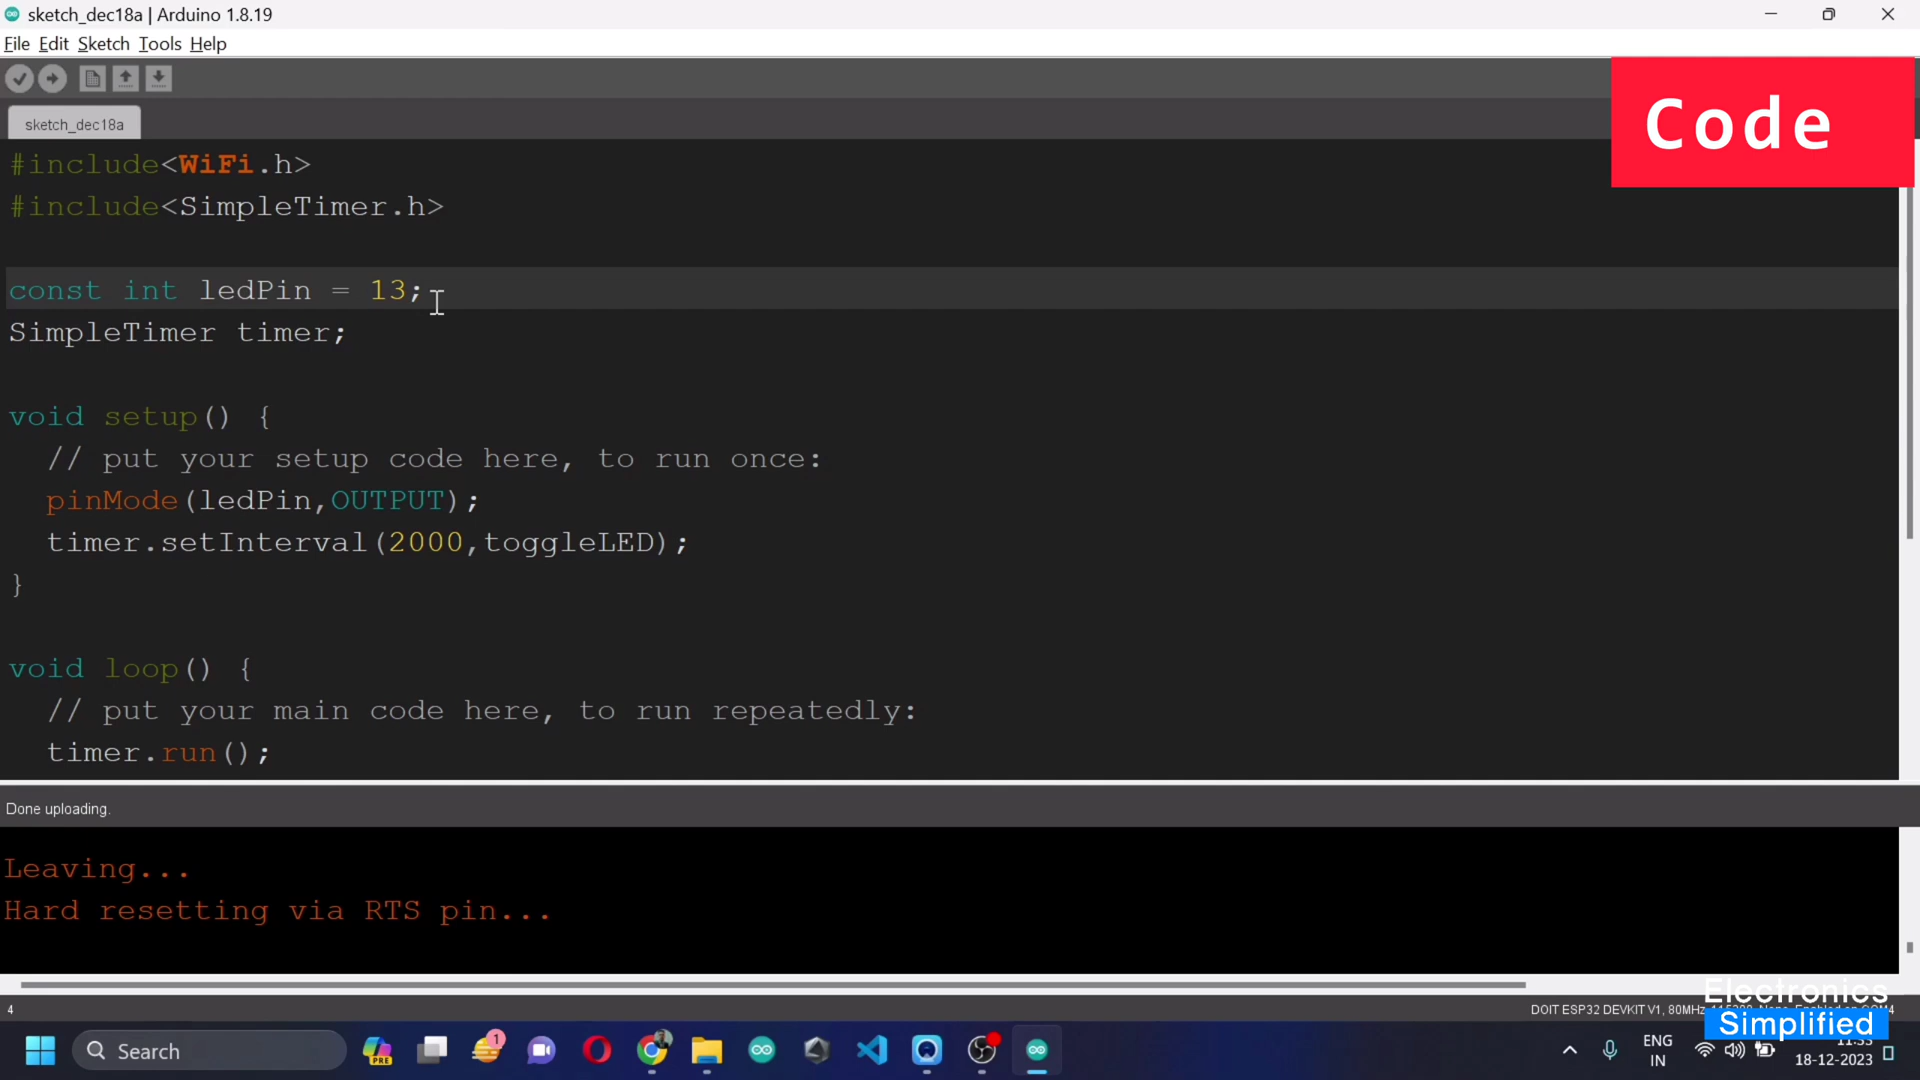 sketch_dec18a | Arduino 1.8.19
File Edit Sketch Tools Help
Code
sketch_dec18a
#include<WiFi.h>
#include<SimpleTimer.h>
const int ledPin = 13;
SimpleTimer timer;
void setup() {
// put your setup code here, to run once:
pinMode(ledPin,OUTPUT);
timer.setInterval(2000,toggleLED);
}
void loop() {
// put your main code here, to run repeatedly:
timer.run();
Done uploading.
Leaving...
Hard resetting via RTS pin...
4
DOIT ESP32 DEVKIT V1, 80MHz
Electronics
Simplified
Search
PRE
1
ENG
IN
18-12-2023